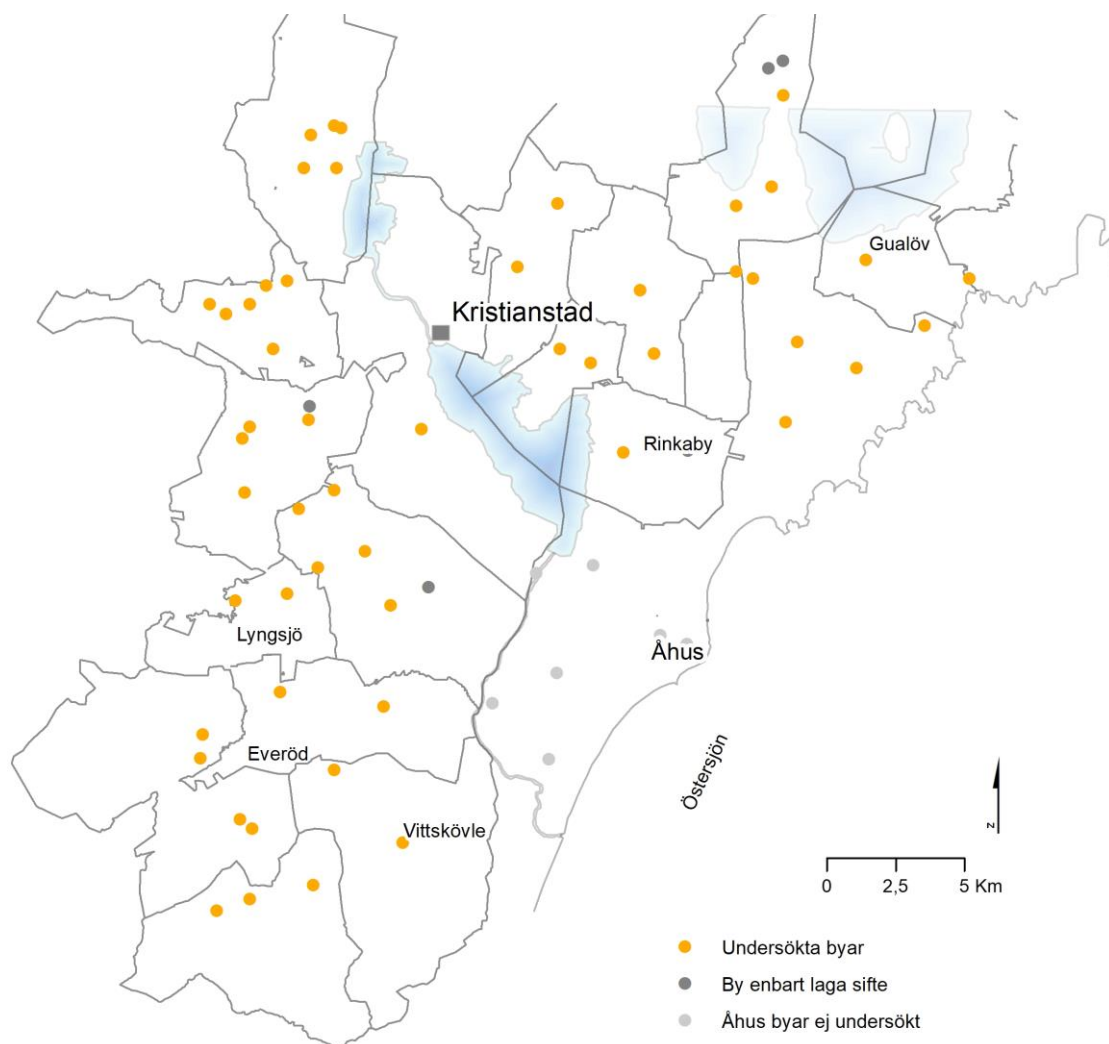 Gualöv
Kristianstad
Rinkaby
Lyngsjö
Åhus
Everöd
Östersjön
Vittskövle
z
0 2,5 5 Km
Undersökta byar
By enbart laga sifte
Åhus byar ej undersökt